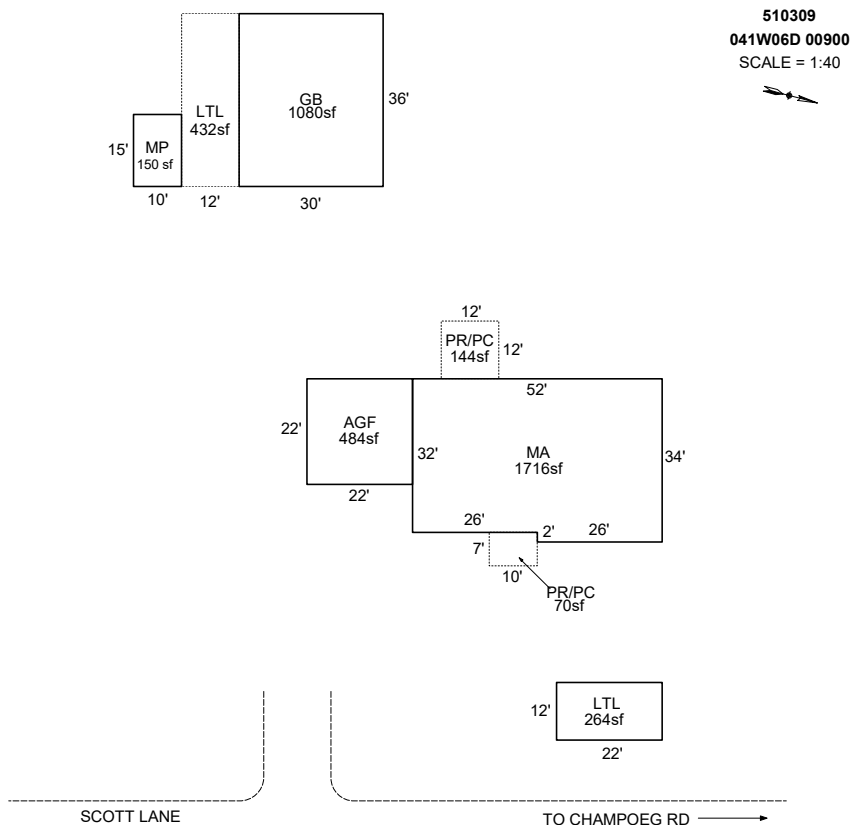 510309
041W06D 00900
SCALE = 1:40
LTL
432sf
GB
1080sf
36'
15'
MP
150 sf
10'
12'
30'
12'
PR/PC
144sf
12'
52'
22'
AGF
484sf
32'
MA
1716sf
34'
22'
26'
2'
26'
7'
10'
PR/PC
70sf
12'
LTL
264sf
22'
SCOTT LANE
TO CHAMPOEG RD